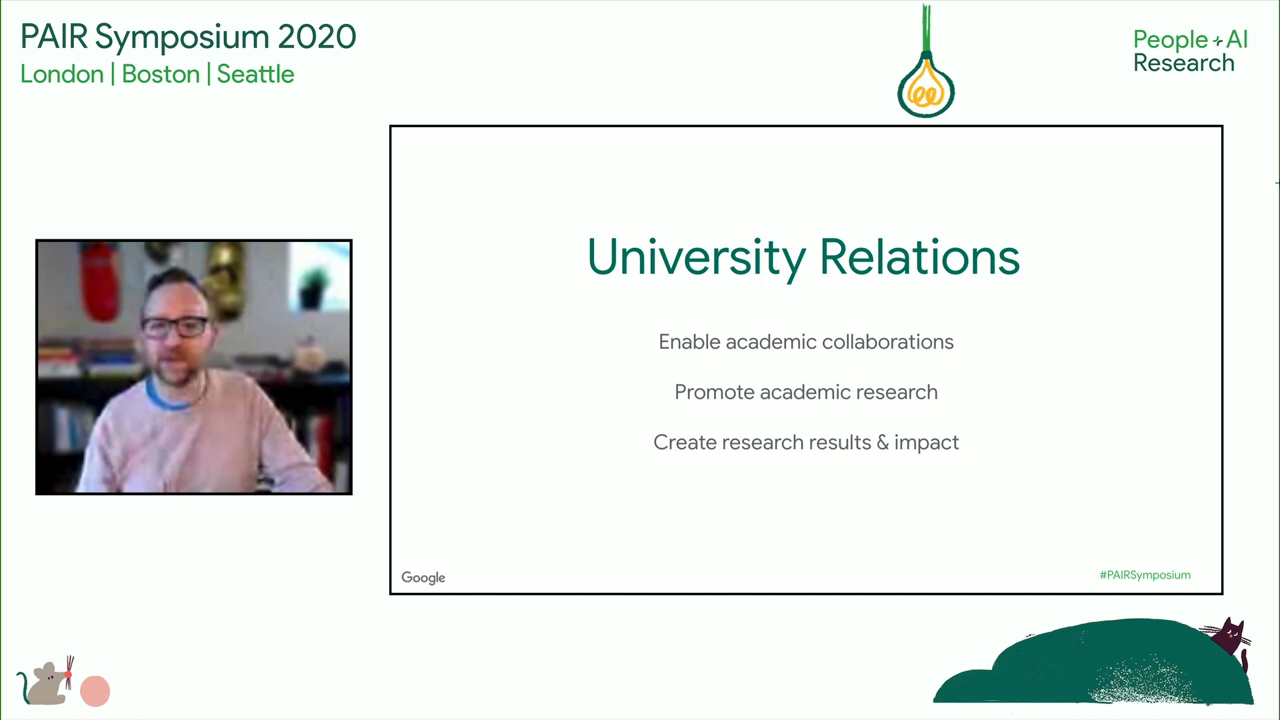 PAIR Symposium 2020
London | Boston | Seattle
People + AI
Research
University Relations
Enable academic collaborations
Promote academic research
Create research results & impact
Google
#PAIRSymposium